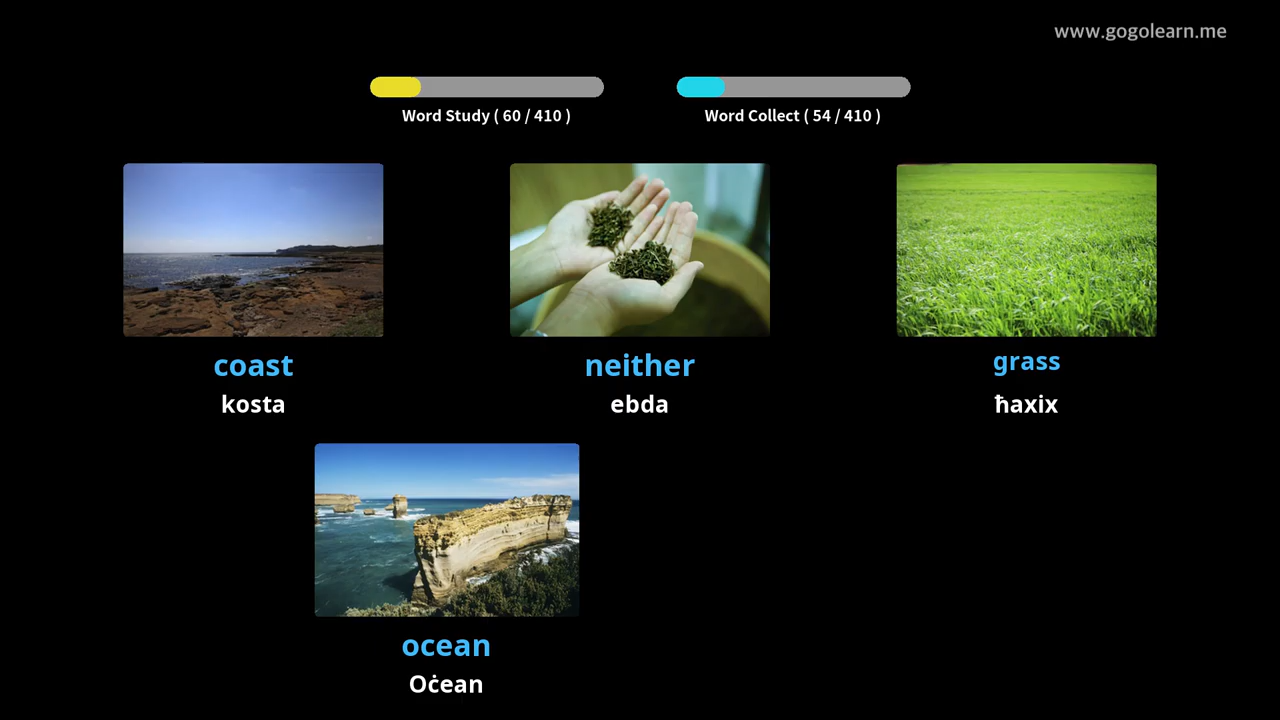 www.gogolearn.me
Word Study ( 60 / 410 )
Word Collect ( 54 / 410 )
coast
kosta
neither
ebda
grass
ħaxix
ocean
Oċean